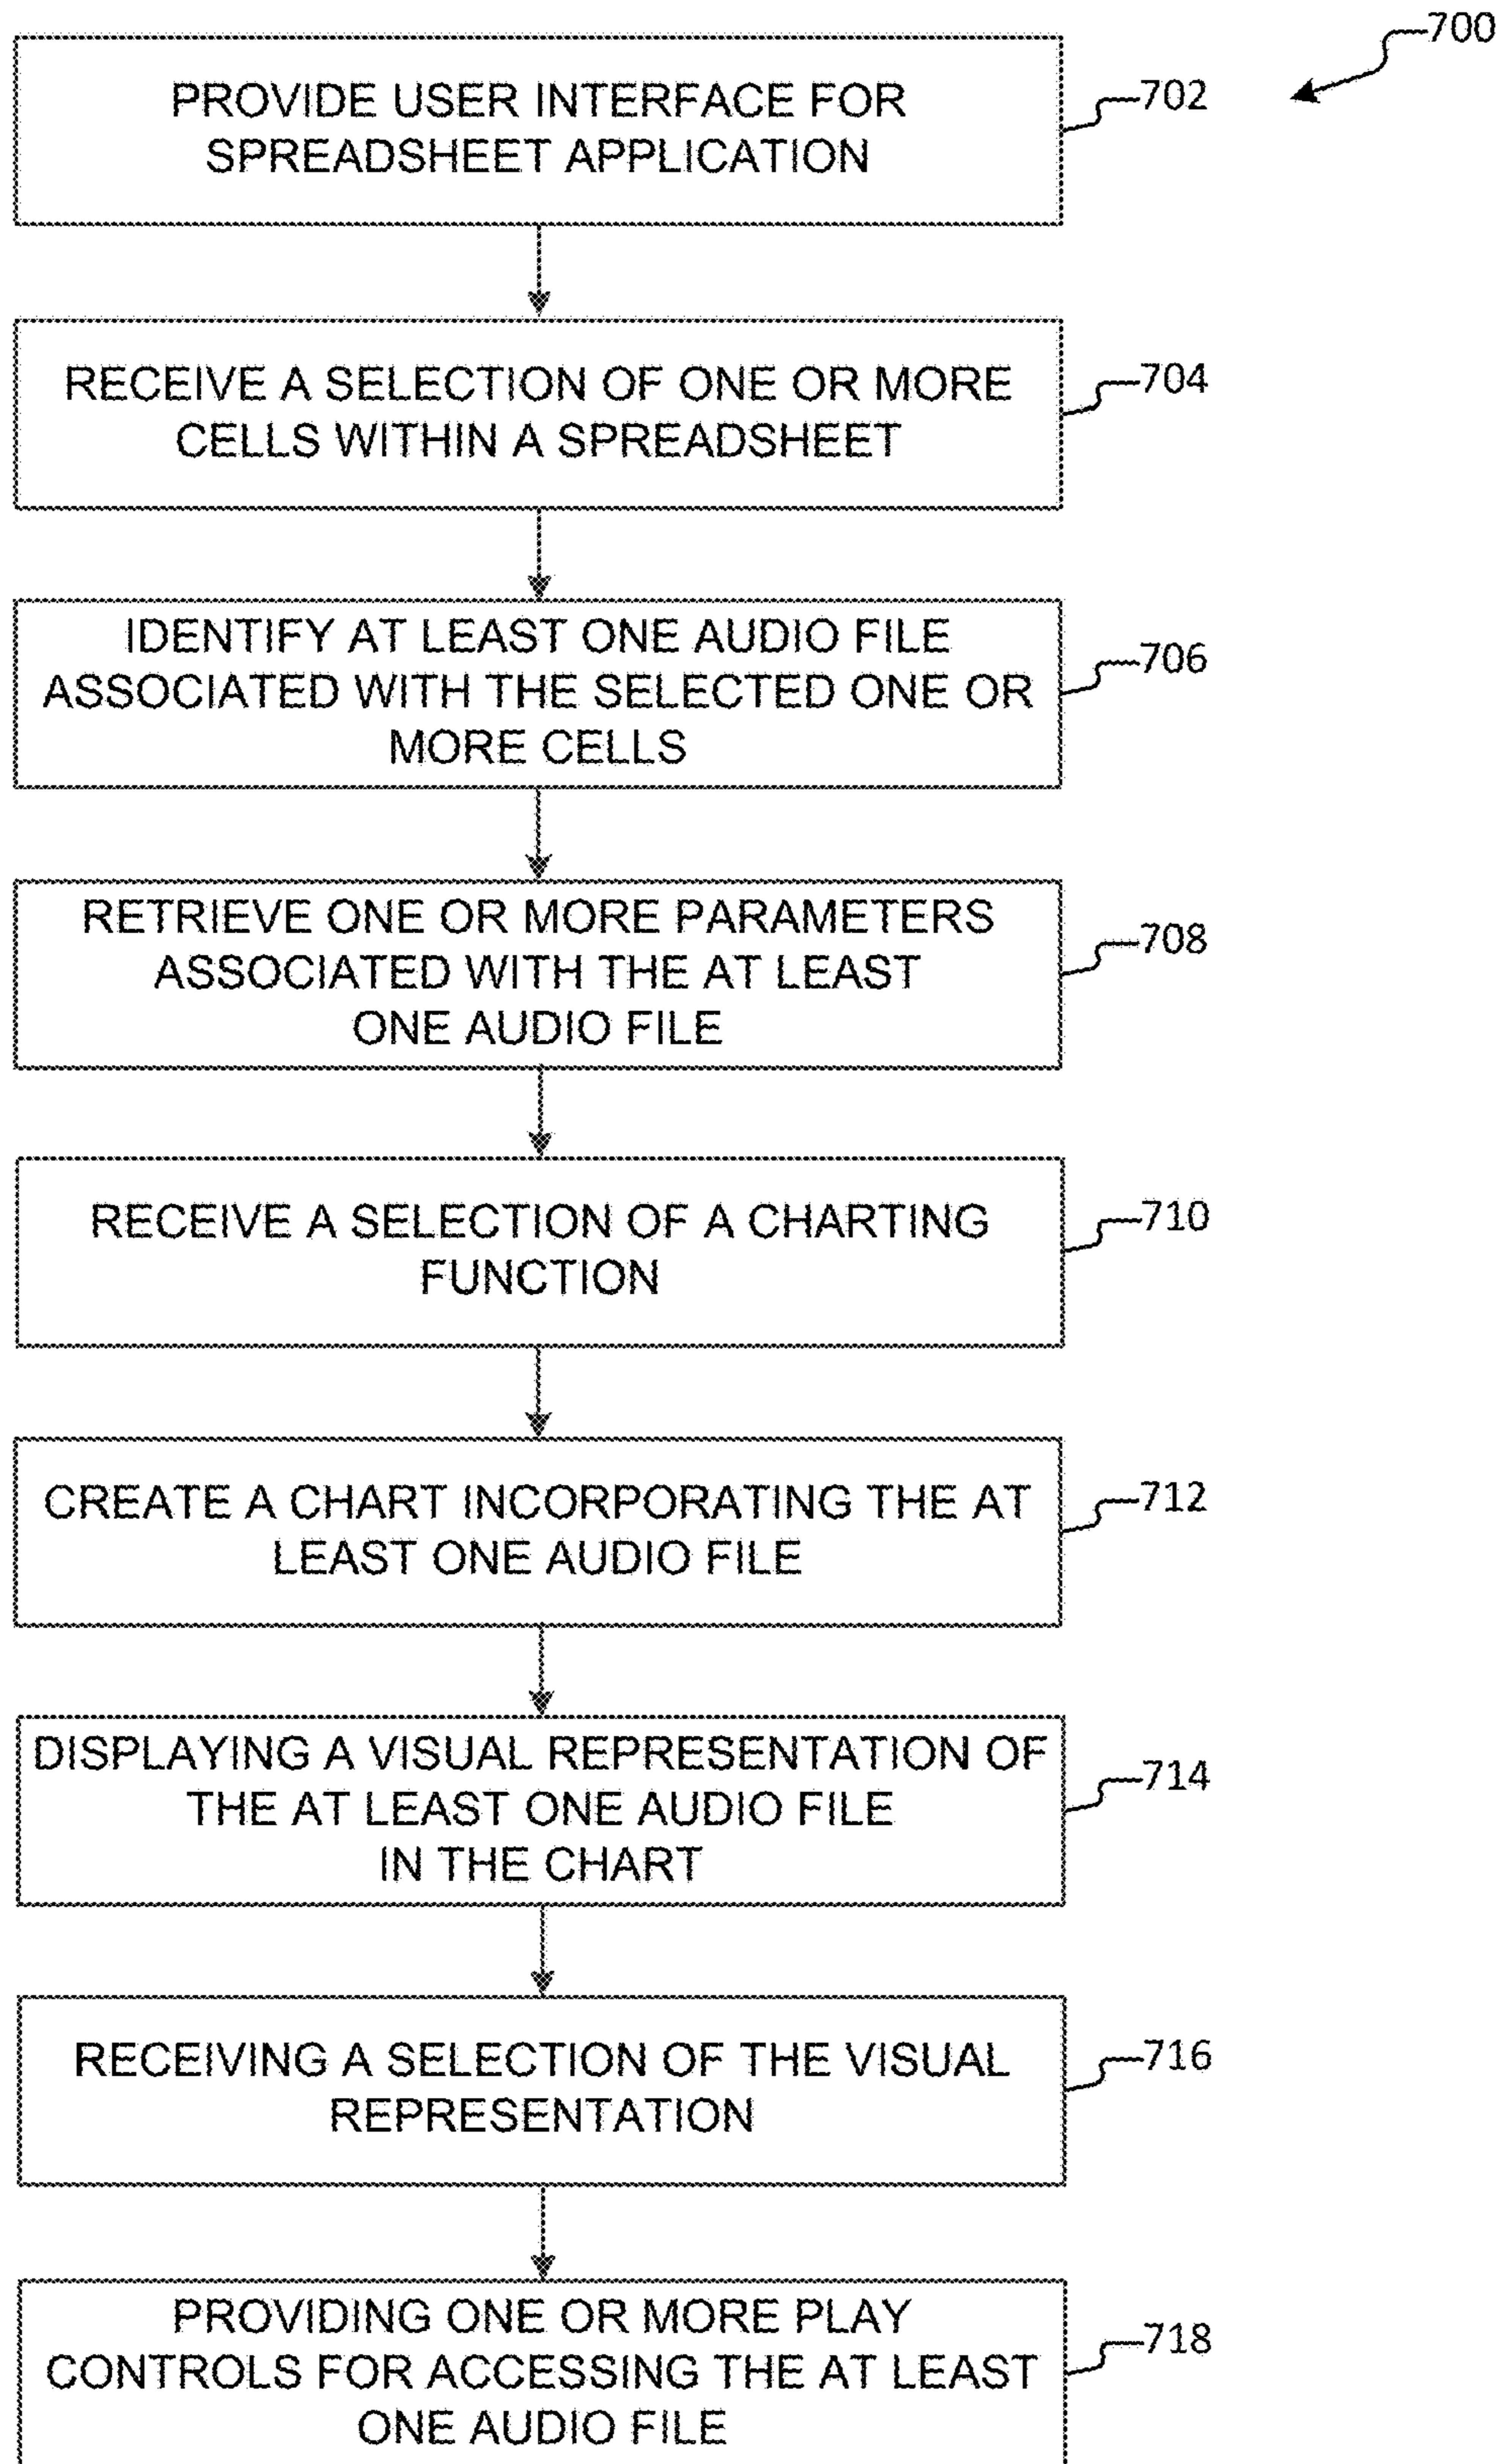 700
PROVIDE USER INTERFACE FOR
SPREADSHEET APPLICATION
702
RECEIVE A SELECTION OF ONE OR MORE
CELLS WITHIN A SPREADSHEET
704
IDENTIFY AT LEAST ONE AUDIO FILE
ASSOCIATED WITH THE SELECTED ONE OR
MORE CELLS
706
RETRIEVE ONE OR MORE PARAMETERS
ASSOCIATED WITH THE AT LEAST
ONE AUDIO FILE
708
RECEIVE A SELECTION OF A CHARTING
FUNCTION
710
CREATE A CHART INCORPORATING THE AT
LEAST ONE AUDIO FILE
712
DISPLAYING A VISUAL REPRESENTATION OF
THE AT LEAST ONE AUDIO FILE
IN THE CHART
714
RECEIVING A SELECTION OF THE VISUAL
REPRESENTATION
716
PROVIDING ONE OR MORE PLAY
CONTROLS FOR ACCESSING THE AT LEAST
ONE AUDIO FILE
718